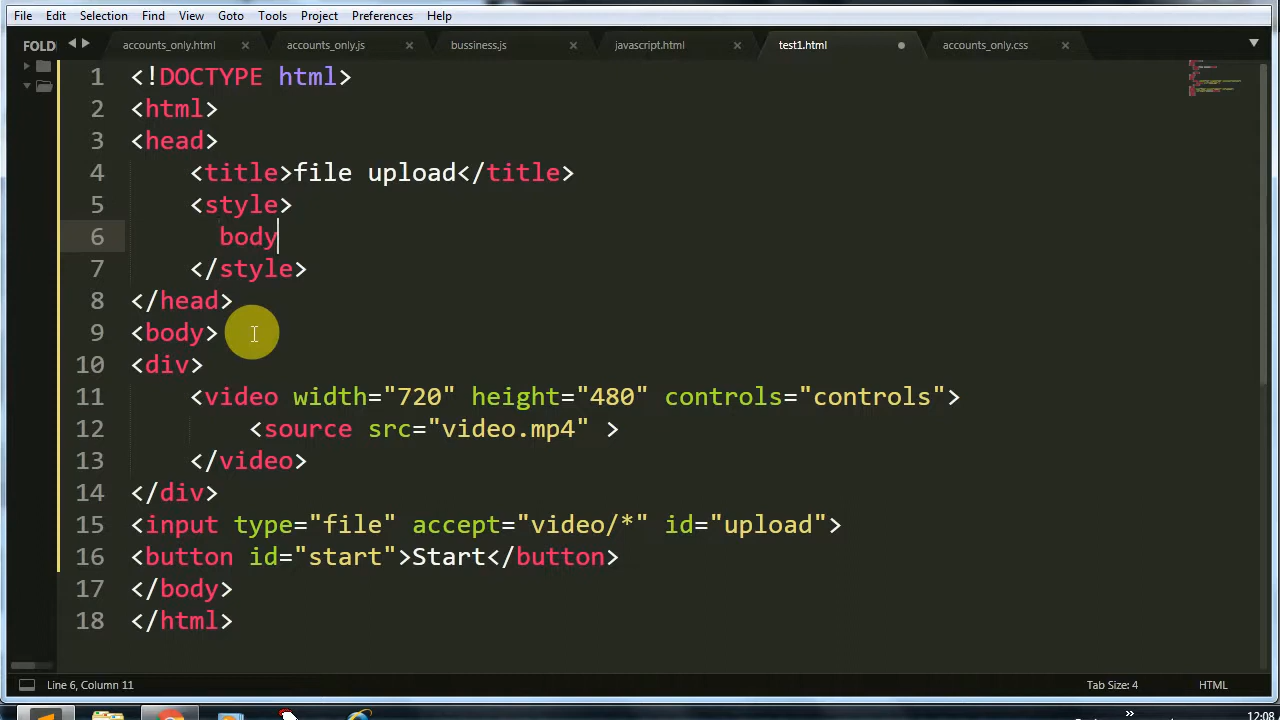 File Edit Selection Find View Goto Tools Project Preferences Help
FOLD
accounts_only.html accounts_only.js bussiness.js javascript.html test1.html accounts_only.css
1 <!DOCTYPE html>
2 <html>
3 <head>
4 <title>file upload</title>
5 <style>
6 body
7 </style>
8 </head>
9 <body>
10 <div>
11 <video width="720" height="480" controls="controls">
12 <source src="video.mp4" >
13 </video>
14 </div>
15 <input type="file" accept="video/*" id="upload">
16 <button id="start">Start</button>
17 </body>
18 </html>
Line 6, Column 11 Tab Size: 4 HTML
12:08